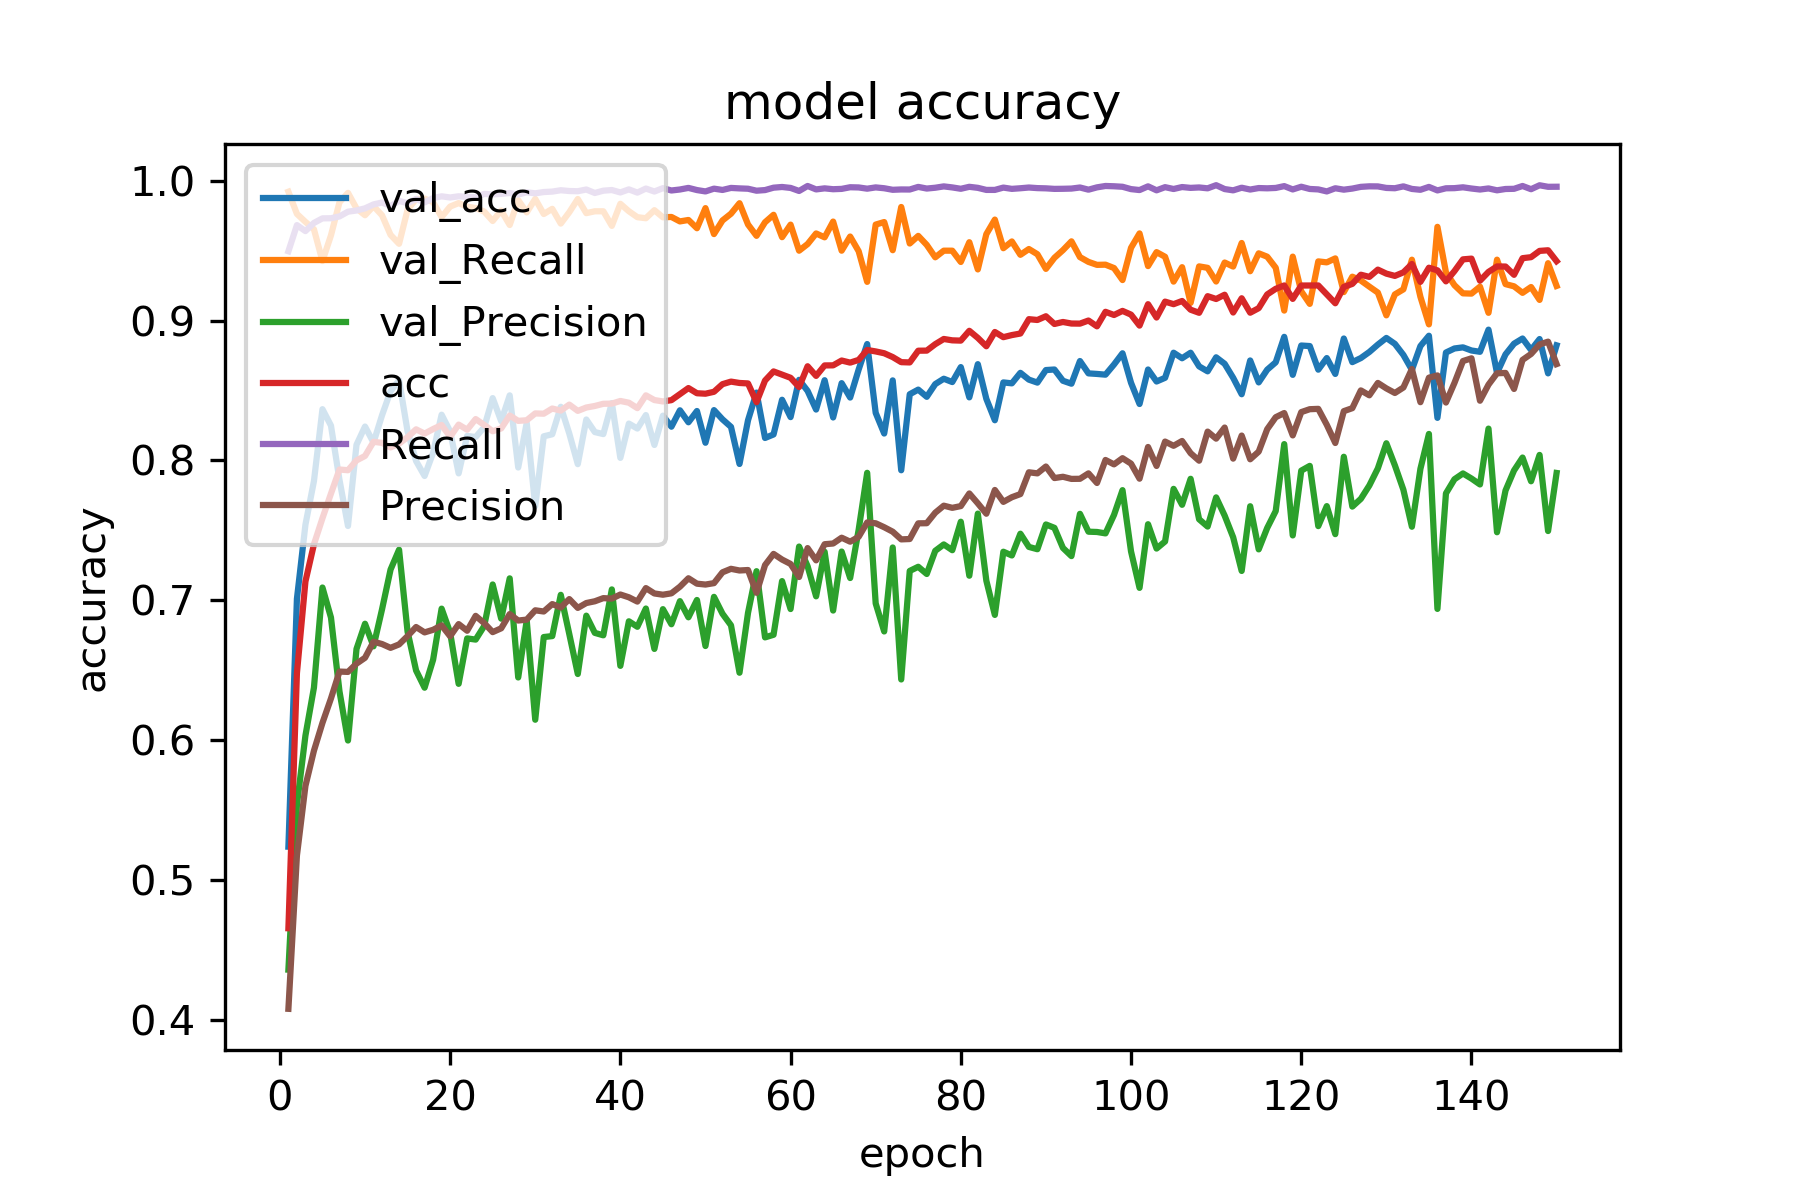 model accuracy
1.0
0.9
0.8
0.7
0.6
0.5
0.4
accuracy
val_acc
val_Recall
val_Precision
acc
Recall
Precision
0 20 40 60 80 100 120 140
epoch